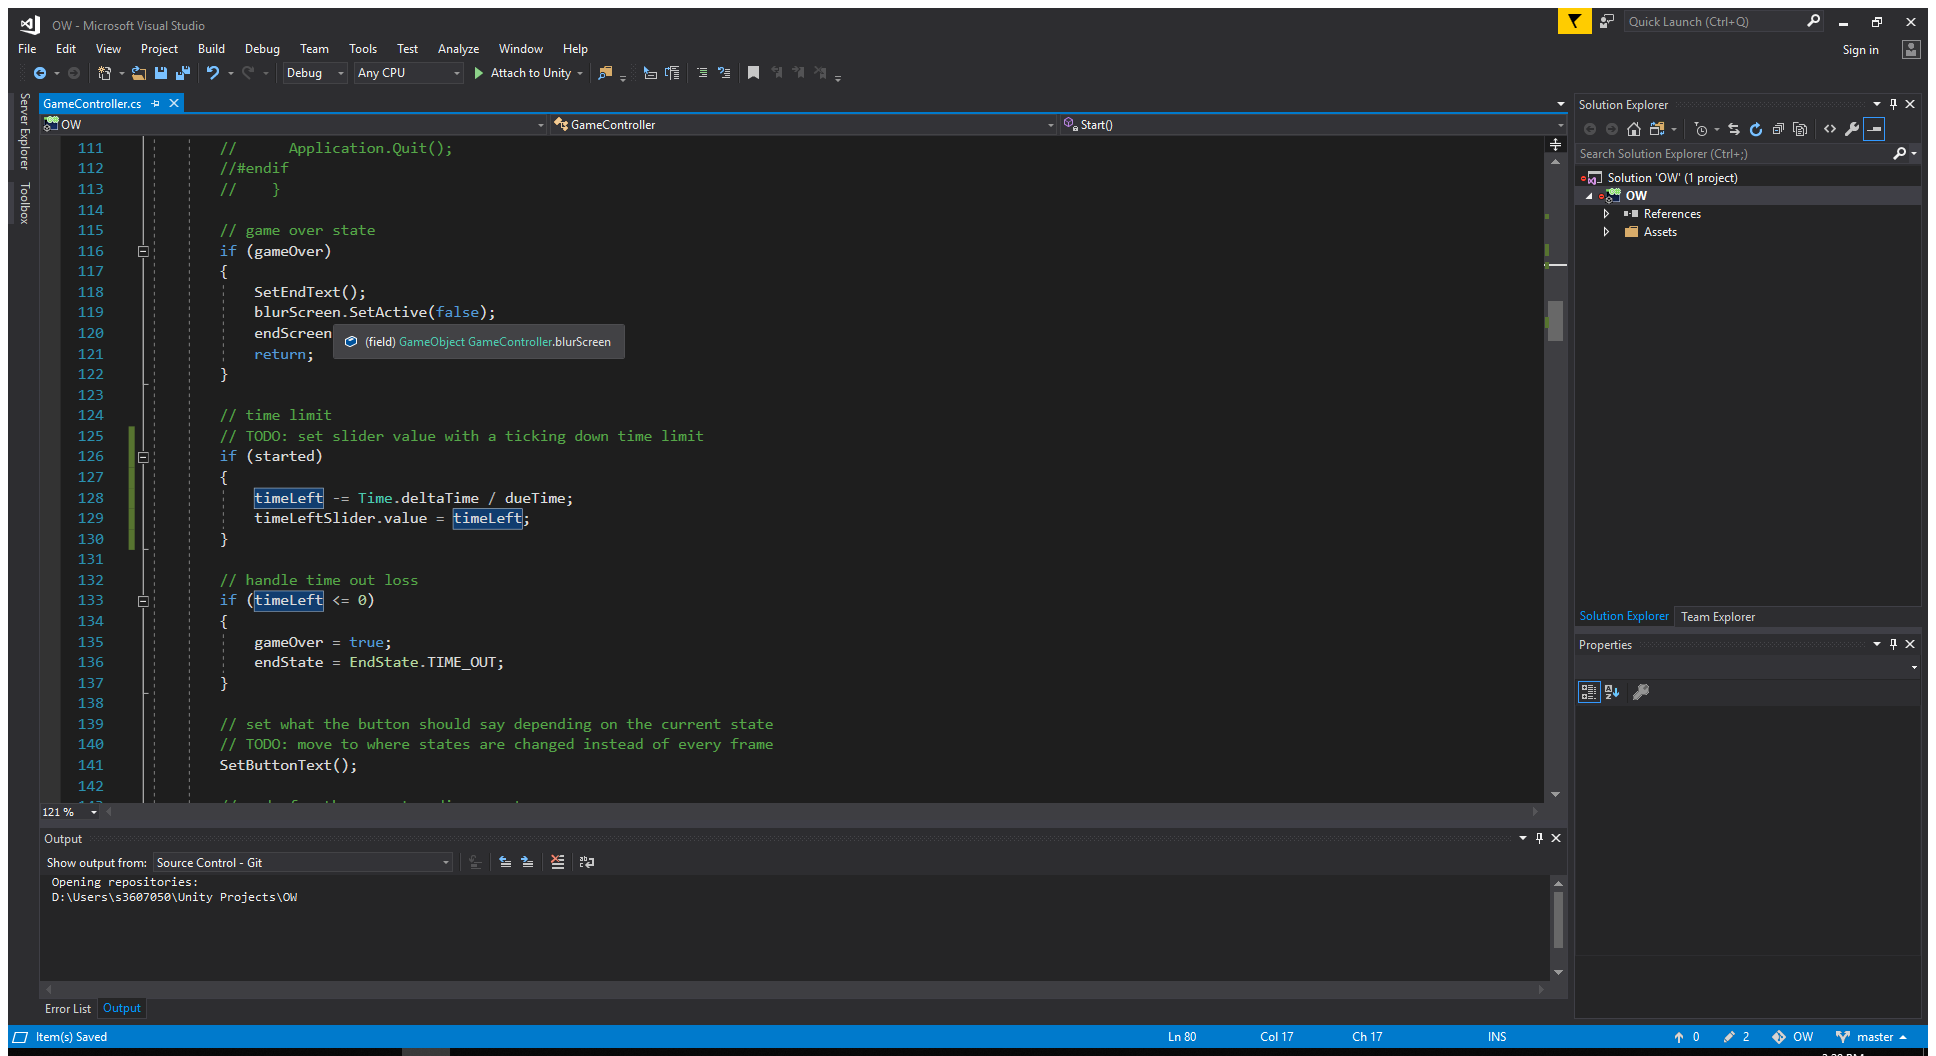 OW - Microsoft Visual Studio
Quick Launch (Ctrl+Q)
File Edit View Project Build Debug Team Tools Test Analyze Window Help
Sign in
Debug Any CPU Attach to Unity
Server Explorer
Toolbox
GameController.cs
OW GameController Start()
111 //      Application.Quit();
112 //#endif
113 //    }
114
115 // game over state
116 if (gameOver)
117 {
118 SetEndText();
119 blurScreen.SetActive(false);
120 endScreen
(field) GameObject GameController.blurScreen
121 return;
122 }
123
124 // time limit
125 // TODO: set slider value with a ticking down time limit
126 if (started)
127 {
128 timeLeft -= Time.deltaTime / dueTime;
129 timeLeftSlider.value = timeLeft;
130 }
131
132 // handle time out loss
133 if (timeLeft <= 0)
134 {
135 gameOver = true;
136 endState = EndState.TIME_OUT;
137 }
138
139 // set what the button should say depending on the current state
140 // TODO: move to where states are changed instead of every frame
141 SetButtonText();
142
121 %
Output
Show output from: Source Control - Git
Opening repositories:
D:\Users\s3607050\Unity Projects\OW
Error List Output
Solution Explorer
Search Solution Explorer (Ctrl+;)
Solution 'OW' (1 project)
OW
References
Assets
Solution Explorer Team Explorer
Properties
Item(s) Saved Ln 80 Col 17 Ch 17 INS 0 2 OW master